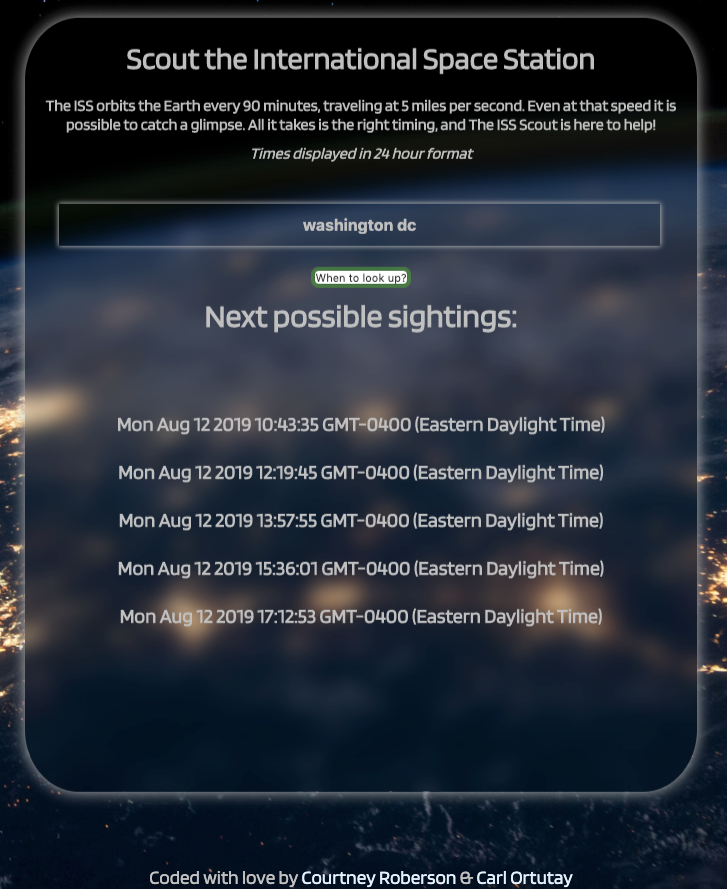 Scout the International Space Station
The ISS orbits the Earth every 90 minutes, traveling at 5 miles per second. Even at that speed it is
possible to catch a glimpse. All it takes is the right timing, and The ISS Scout is here to help!
Times displayed in 24 hour format
washington dc
When to look up?
Next possible sightings:
Mon Aug 12 2019 10:43:35 GMT-0400 (Eastern Daylight Time)
Mon Aug 12 2019 12:19:45 GMT-0400 (Eastern Daylight Time)
Mon Aug 12 2019 13:57:55 GMT-0400 (Eastern Daylight Time)
Mon Aug 12 2019 15:36:01 GMT-0400 (Eastern Daylight Time)
Mon Aug 12 2019 17:12:53 GMT-0400 (Eastern Daylight Time)
Coded with love by Courtney Roberson & Carl Ortutay